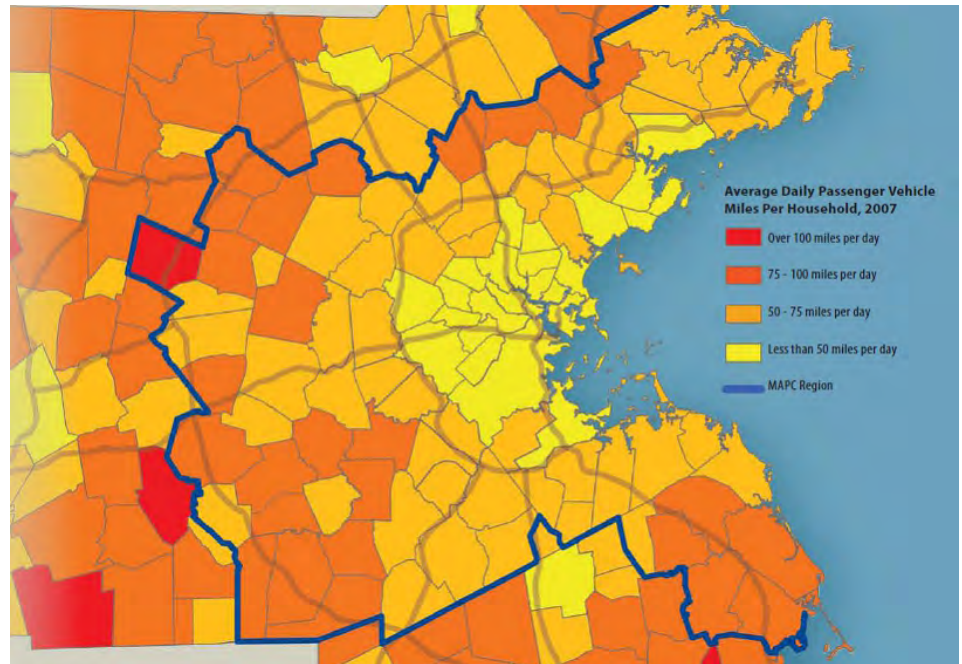 Average Daily Passenger Vehicle
Miles Per Household, 2007
Over 100 miles per day
75 - 100 miles per day
50 - 75 miles per day
Less than 50 miles per day
MAPC Region